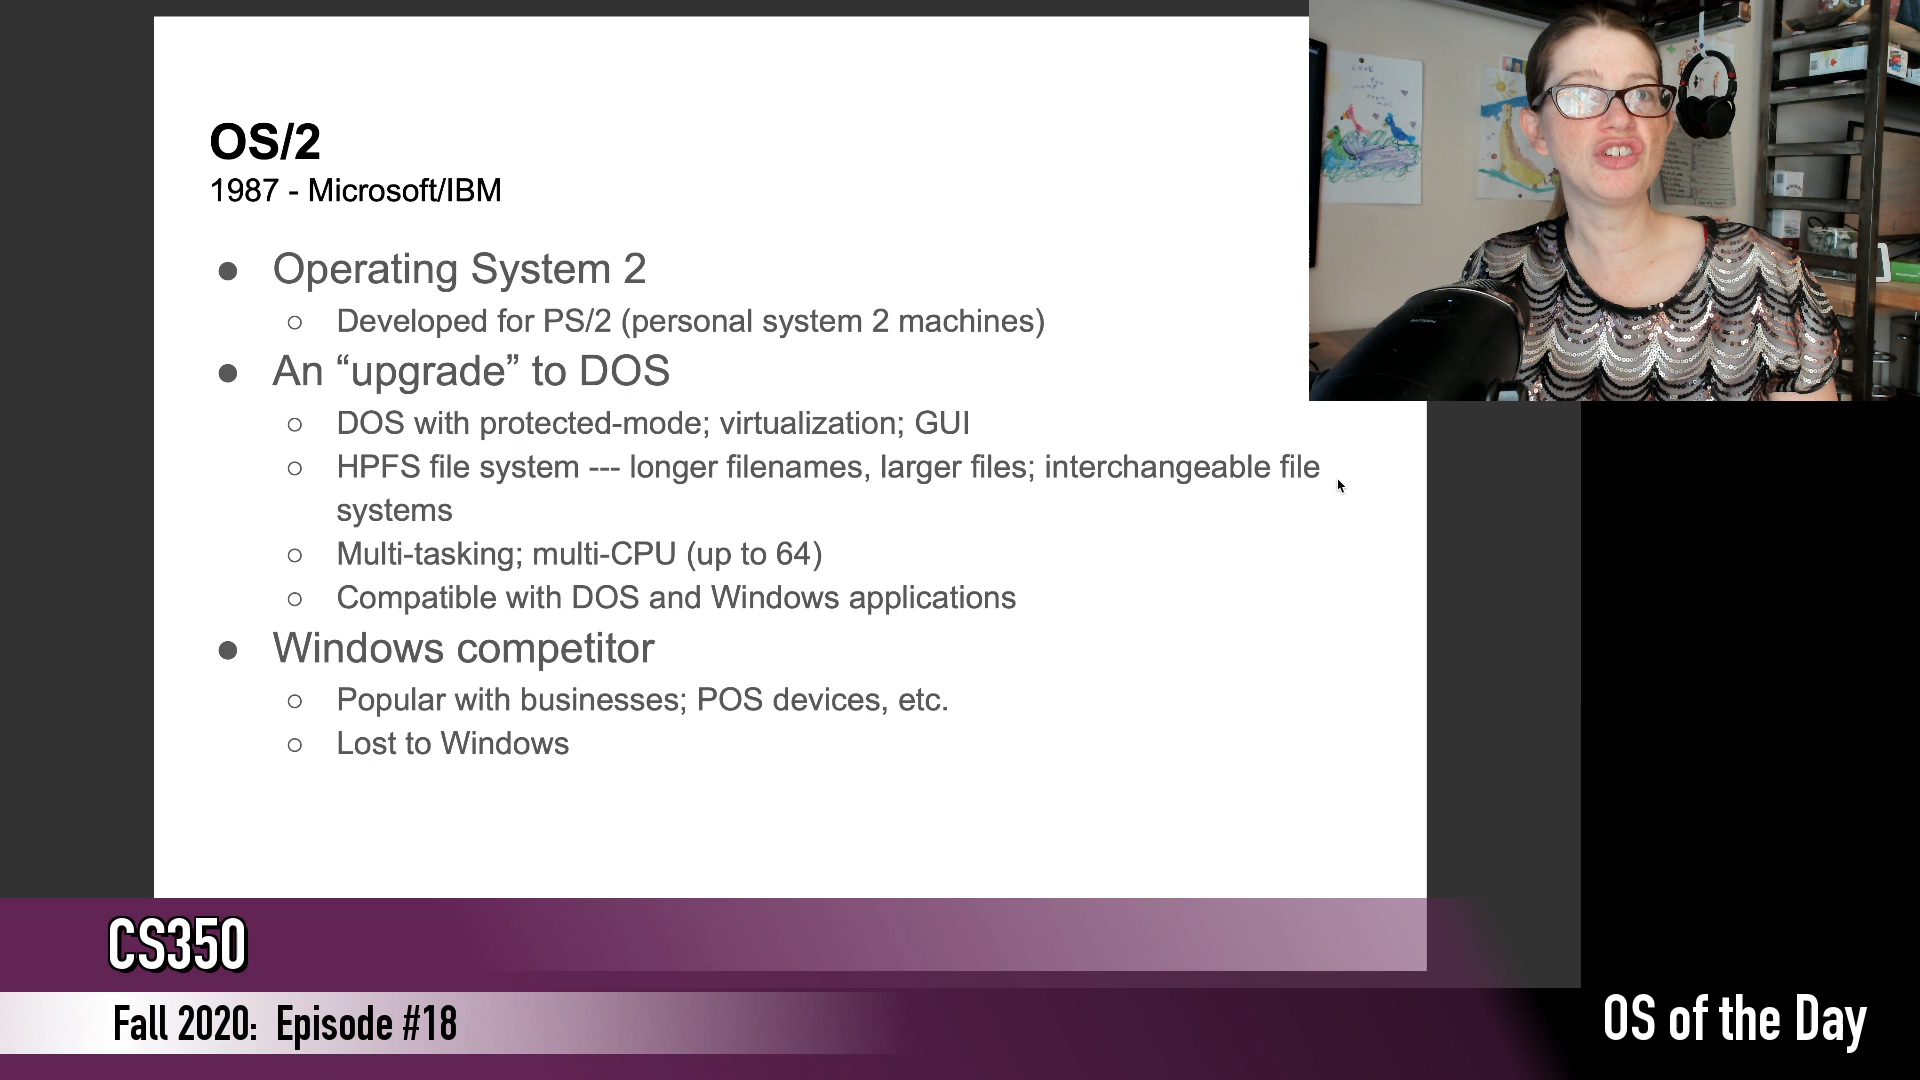 OS/2
1987 - Microsoft/IBM
● Operating System 2
○ Developed for PS/2 (personal system 2 machines)
● An “upgrade” to DOS
○ DOS with protected-mode; virtualization; GUI
○ HPFS file system --- longer filenames, larger files; interchangeable file
systems
○ Multi-tasking; multi-CPU (up to 64)
○ Compatible with DOS and Windows applications
● Windows competitor
○ Popular with businesses; POS devices, etc.
○ Lost to Windows
CS350
Fall 2020: Episode #18
OS of the Day